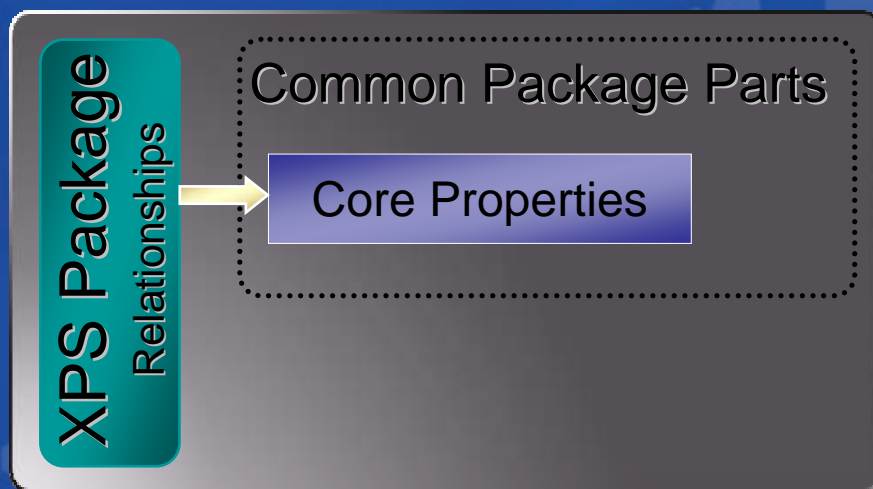 XPS Package
Relationships
Common Package Parts
Core Properties